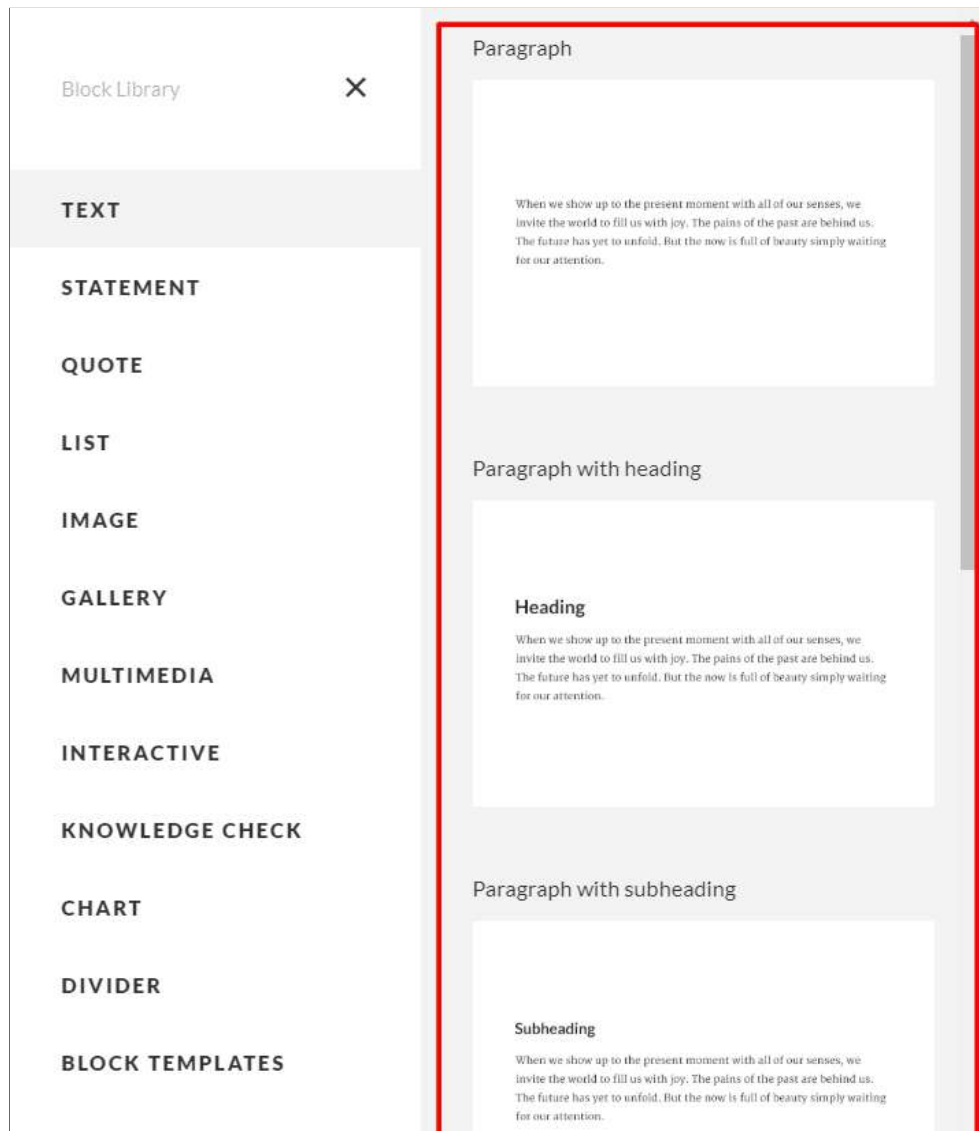 Block Library
×
TEXT
STATEMENT
QUOTE
LIST
IMAGE
GALLERY
MULTIMEDIA
INTERACTIVE
KNOWLEDGE CHECK
CHART
DIVIDER
BLOCK TEMPLATES
Paragraph
When we show up to the present moment with all of our senses, we
invite the world to fill us with joy. The pains of the past are behind us.
The future has yet to unfold. But the now is full of beauty simply waiting
for our attention.
Paragraph with heading
Heading
When we show up to the present moment with all of our senses, we
invite the world to fill us with joy. The pains of the past are behind us.
The future has yet to unfold. But the now is full of beauty simply waiting
for our attention.
Paragraph with subheading
Subheading
When we show up to the present moment with all of our senses, we
invite the world to fill us with joy. The pains of the past are behind us.
The future has yet to unfold. But the now is full of beauty simply waiting
for our attention.